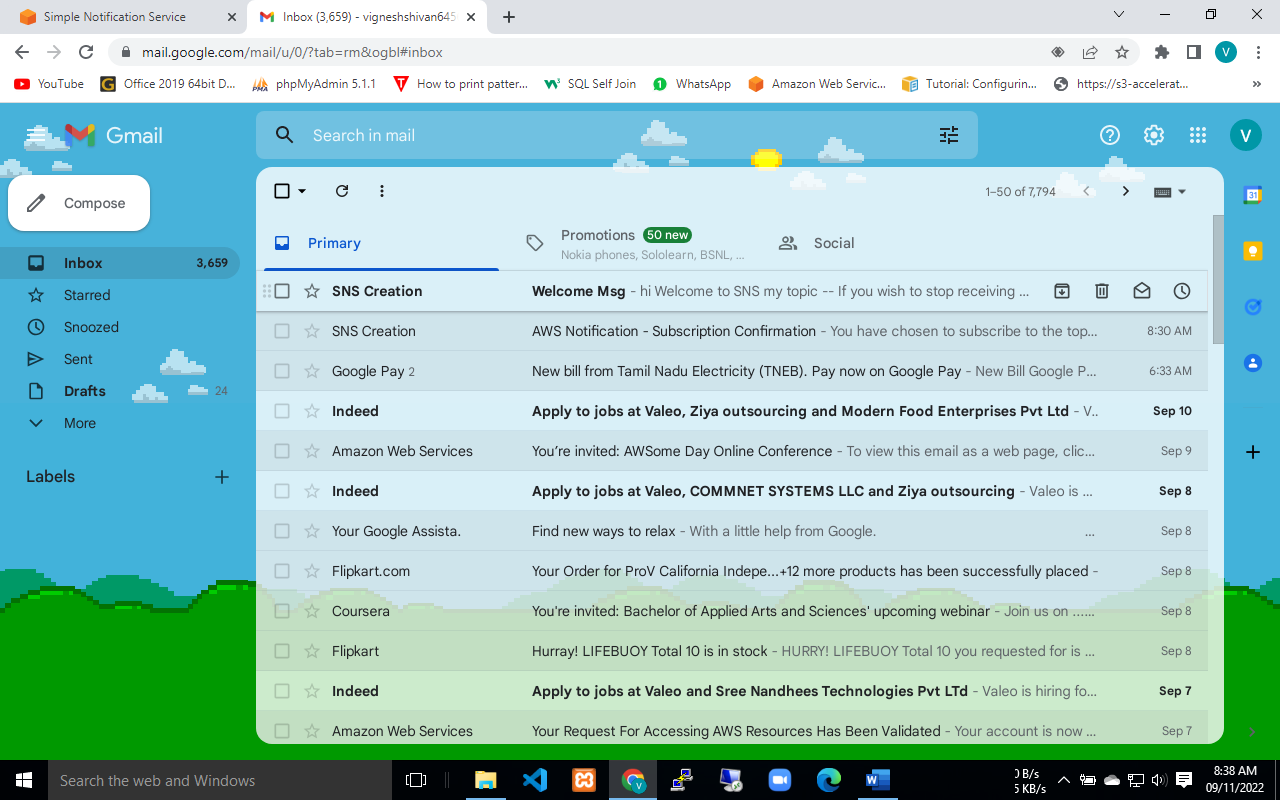 Simple Notification Service
Inbox (3,659) - vigneshshivan645
mail.google.com/mail/u/0/?tab=rm&ogbl#inbox
V
YouTube
Office 2019 64bit D...
phpMyAdmin 5.1.1
How to print patter...
SQL Self Join
WhatsApp
Amazon Web Servic...
Tutorial: Configurin...
https://s3-accelerat...
Gmail
Search in mail
V
Compose
1–50 of 7,794
Inbox 3,659
Starred
Snoozed
Sent
Drafts 24
More
Labels
Primary
Promotions 50 new
Nokia phones, Sololearn, BSNL, ...
Social
SNS Creation Welcome Msg - hi Welcome to SNS my topic -- If you wish to stop receiving ...
SNS Creation AWS Notification - Subscription Confirmation - You have chosen to subscribe to the top... 8:30 AM
Google Pay 2 New bill from Tamil Nadu Electricity (TNEB). Pay now on Google Pay - New Bill Google P... 6:33 AM
Indeed Apply to jobs at Valeo, Ziya outsourcing and Modern Food Enterprises Pvt Ltd - V... Sep 10
Amazon Web Services You're invited: AWSome Day Online Conference - To view this email as a web page, clic... Sep 9
Indeed Apply to jobs at Valeo, COMMNET SYSTEMS LLC and Ziya outsourcing - Valeo is ... Sep 8
Your Google Assista. Find new ways to relax - With a little help from Google. ... Sep 8
Flipkart.com Your Order for ProV California Indepe...+12 more products has been successfully placed - Sep 8
Coursera You're invited: Bachelor of Applied Arts and Sciences' upcoming webinar - Join us on ...... Sep 8
Flipkart Hurray! LIFEBUOY Total 10 is in stock - HURRY! LIFEBUOY Total 10 you requested for is ... Sep 8
Indeed Apply to jobs at Valeo and Sree Nandhees Technologies Pvt LTd - Valeo is hiring fo... Sep 7
Amazon Web Services Your Request For Accessing AWS Resources Has Been Validated - Your account is now ... Sep 7
31
Search the web and Windows
0 B/s
5 KB/s
8:38 AM
09/11/2022